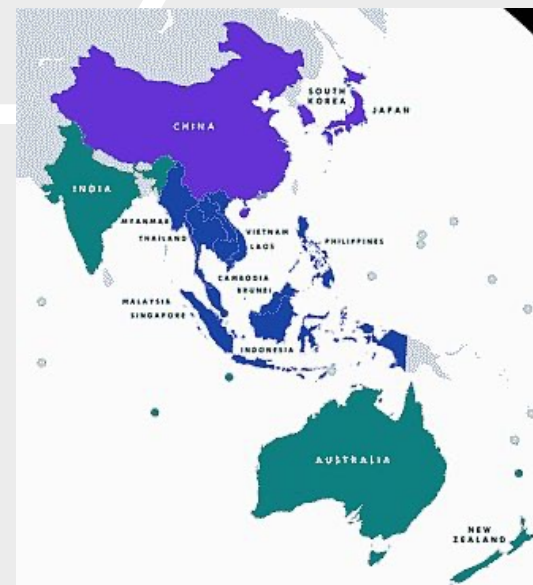 SOUTH
KOREA
JAPAN
CHINA
INDIA
MYANMAR
THAILAND
VIETNAM
LAOS
PHILIPPINES
CAMBODIA
BRUNEI
MALAYSIA
SINGAPORE
INDONESIA
AUSTRALIA
NEW
ZEALAND